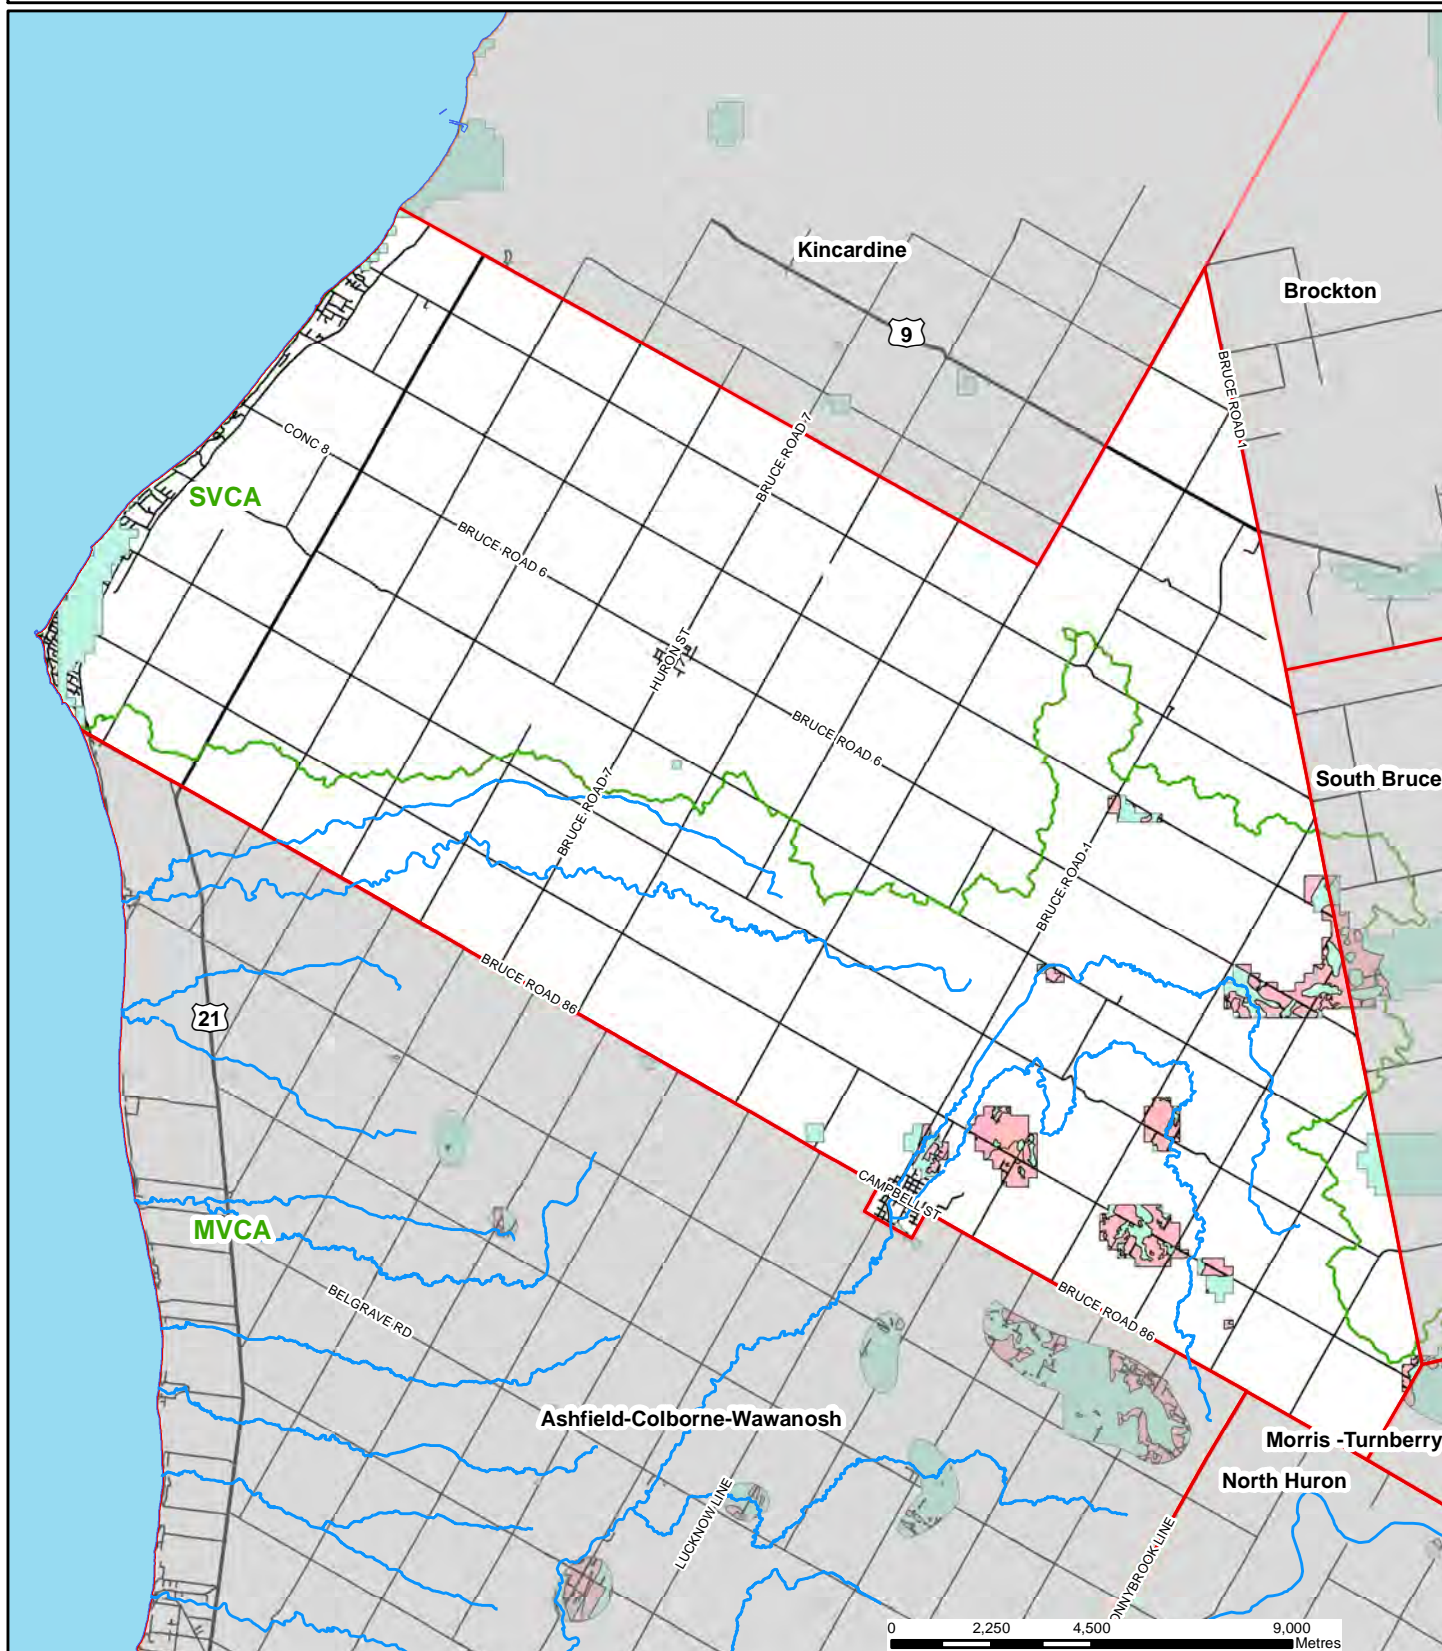 Kincardine
Brockton
9
BRUCE ROAD 1
BRUCE ROAD 7
CONC 8
SVCA
BRUCE ROAD 6
HURON ST
BRUCE ROAD 6
South Bruce
BRUCE ROAD 7
BRUCE ROAD 1
BRUCE ROAD 86
21
CAMPBELL ST
MVCA
BELGRAVE RD
BRUCE ROAD 86
Ashfield-Colborne-Wawanosh
Morris -Turnberry
North Huron
LUCKNOW LINE
ONNYBROOK LINE
0 2,250 4,500 9,000
Metres